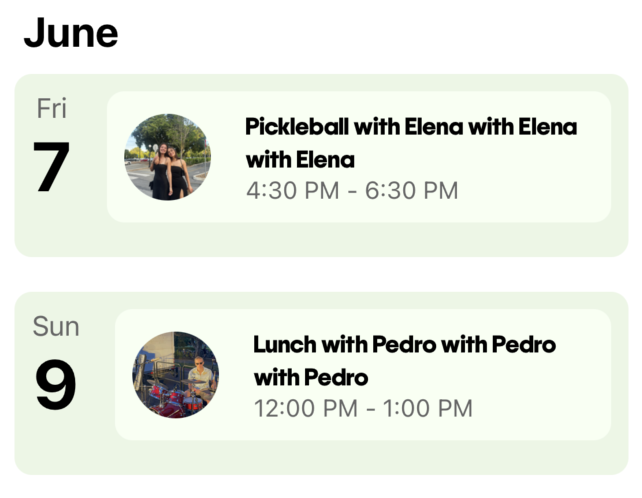 June
Fri
7
Pickleball with Elena with Elena
with Elena
4:30 PM - 6:30 PM
Sun
9
Lunch with Pedro with Pedro
with Pedro
12:00 PM - 1:00 PM